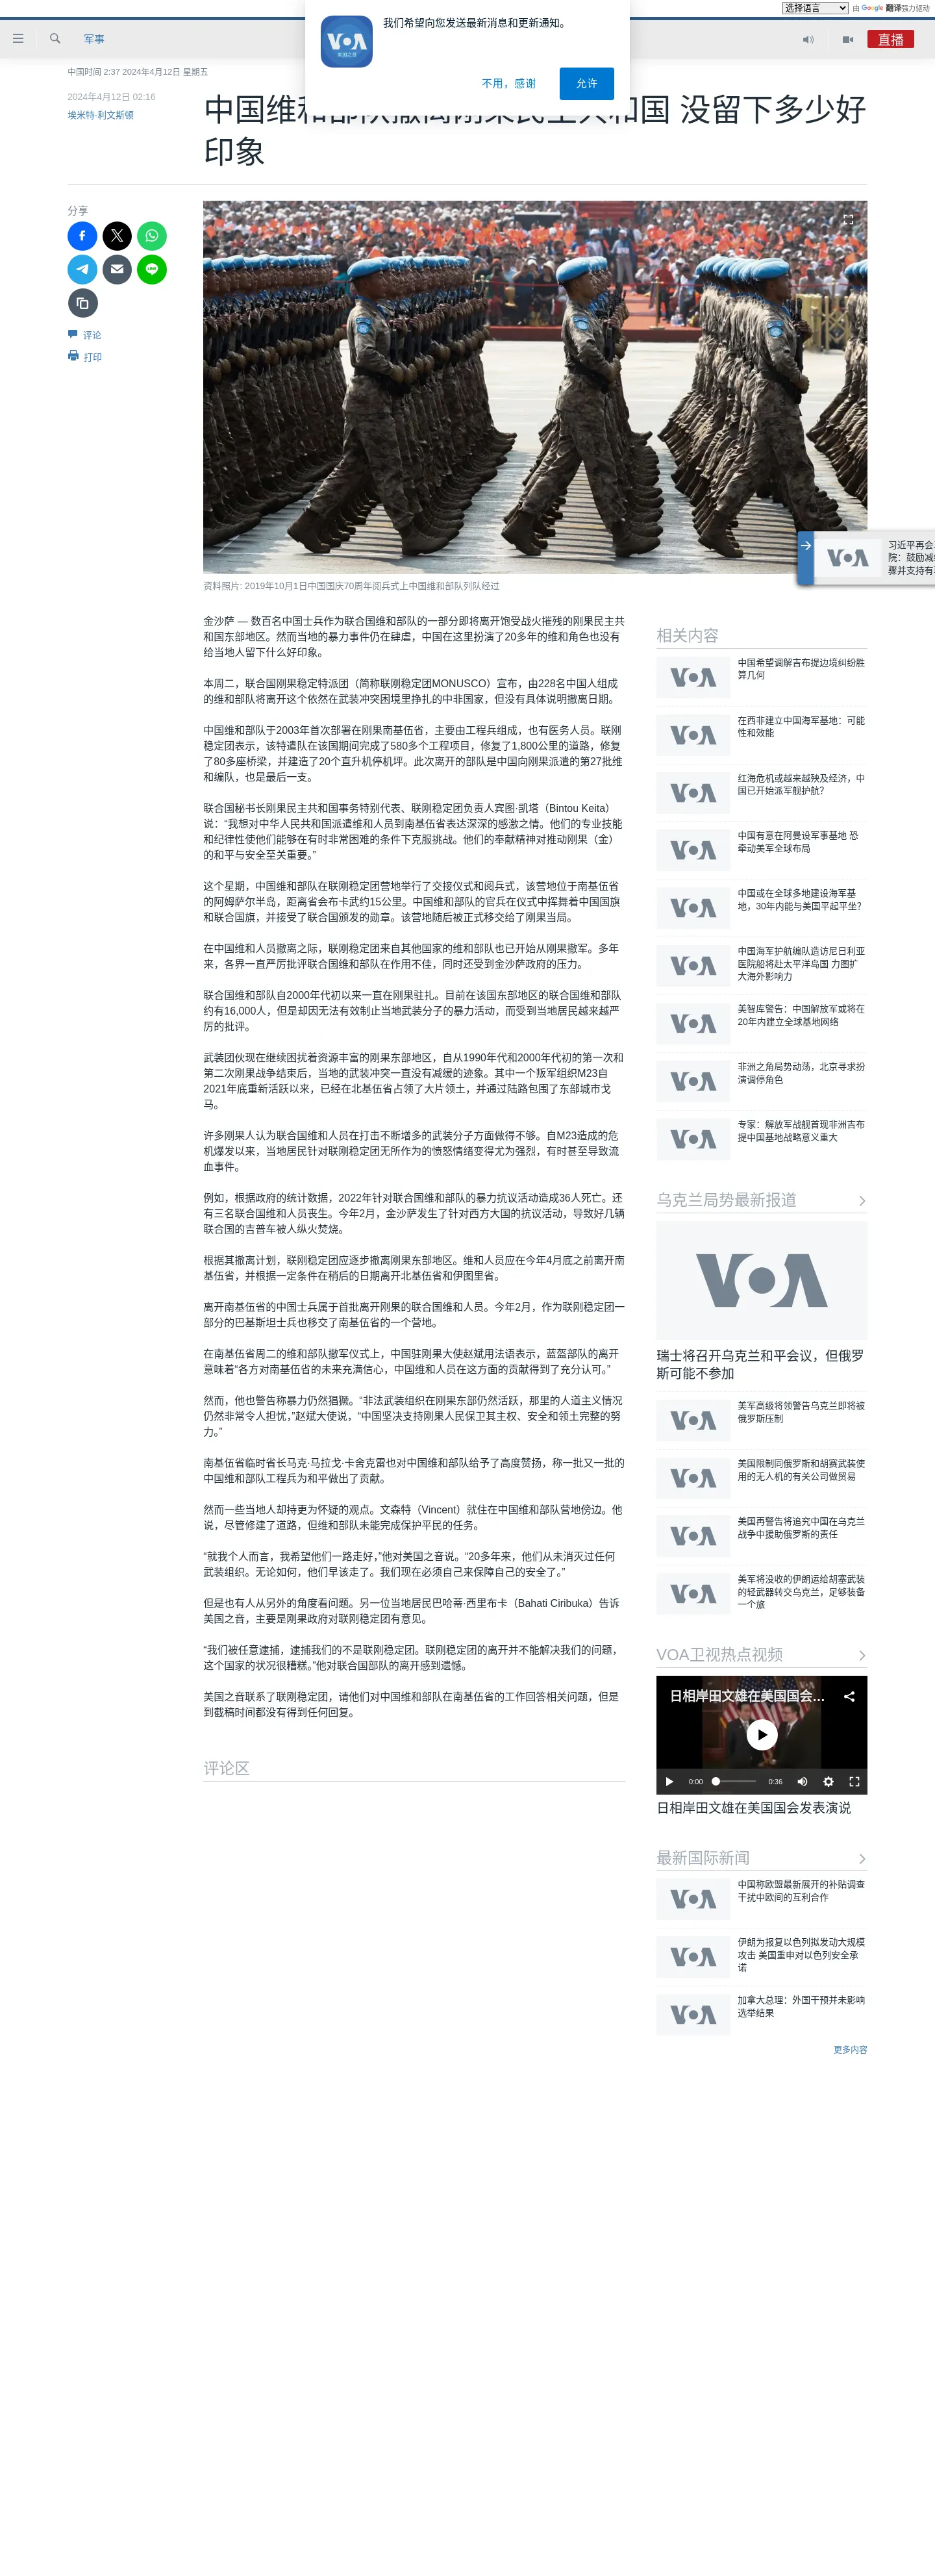 选择语言
由 Google 翻译强力驱动
我们希望向您发送最新消息和更新通知。
VOA
美国之音
不用，感谢
允许
军事
直播
中国时间 2:37 2024年4月12日 星期五
2024年4月12日 02:16
埃米特·利文斯顿
中国维和部队撤离刚果民主共和国 没留下多少好
印象
分享
评论
打印
资料照片: 2019年10月1日中国国庆70周年阅兵式上中国维和部队列队经过
习近平再会
院：鼓励减
骤并支持有
金沙萨 — 数百名中国士兵作为联合国维和部队的一部分即将离开饱受战火摧残的刚果民主共
和国东部地区。然而当地的暴力事件仍在肆虐，中国在这里扮演了20多年的维和角色也没有
给当地人留下什么好印象。
本周二，联合国刚果稳定特派团（简称联刚稳定团MONUSCO）宣布，由228名中国人组成
的维和部队将离开这个依然在武装冲突困境里挣扎的中非国家，但没有具体说明撤离日期。
中国维和部队于2003年首次部署在刚果南基伍省，主要由工程兵组成，也有医务人员。联刚
稳定团表示，该特遣队在该国期间完成了580多个工程项目，修复了1,800公里的道路，修复
了80多座桥梁，并建造了20个直升机停机坪。此次离开的部队是中国向刚果派遣的第27批维
和编队，也是最后一支。
联合国秘书长刚果民主共和国事务特别代表、联刚稳定团负责人宾图·凯塔（Bintou Keita）
说：“我想对中华人民共和国派遣维和人员到南基伍省表达深深的感激之情。他们的专业技能
和纪律性使他们能够在有时非常困难的条件下克服挑战。他们的奉献精神对推动刚果（金）
的和平与安全至关重要。”
这个星期，中国维和部队在联刚稳定团营地举行了交接仪式和阅兵式，该营地位于南基伍省
的阿姆萨尔半岛，距离省会布卡武约15公里。中国维和部队的官兵在仪式中挥舞着中国国旗
和联合国旗，并接受了联合国颁发的勋章。该营地随后被正式移交给了刚果当局。
在中国维和人员撤离之际，联刚稳定团来自其他国家的维和部队也已开始从刚果撤军。多年
来，各界一直严厉批评联合国维和部队在作用不佳，同时还受到金沙萨政府的压力。
联合国维和部队自2000年代初以来一直在刚果驻扎。目前在该国东部地区的联合国维和部队
约有16,000人，但是却因无法有效制止当地武装分子的暴力活动，而受到当地居民越来越严
厉的批评。
武装团伙现在继续困扰着资源丰富的刚果东部地区，自从1990年代和2000年代初的第一次和
第二次刚果战争结束后，当地的武装冲突一直没有减缓的迹象。其中一个叛军组织M23自
2021年底重新活跃以来，已经在北基伍省占领了大片领土，并通过陆路包围了东部城市戈
马。
许多刚果人认为联合国维和人员在打击不断增多的武装分子方面做得不够。自M23造成的危
机爆发以来，当地居民针对联刚稳定团无所作为的愤怒情绪变得尤为强烈，有时甚至导致流
血事件。
例如，根据政府的统计数据，2022年针对联合国维和部队的暴力抗议活动造成36人死亡。还
有三名联合国维和人员丧生。今年2月，金沙萨发生了针对西方大国的抗议活动，导致好几辆
联合国的吉普车被人纵火焚烧。
根据其撤离计划，联刚稳定团应逐步撤离刚果东部地区。维和人员应在今年4月底之前离开南
基伍省，并根据一定条件在稍后的日期离开北基伍省和伊图里省。
离开南基伍省的中国士兵属于首批离开刚果的联合国维和人员。今年2月，作为联刚稳定团一
部分的巴基斯坦士兵也移交了南基伍省的一个营地。
在南基伍省周二的维和部队撤军仪式上，中国驻刚果大使赵斌用法语表示，蓝盔部队的离开
意味着“各方对南基伍省的未来充满信心，中国维和人员在这方面的贡献得到了充分认可。”
然而，他也警告称暴力仍然猖獗。“非法武装组织在刚果东部仍然活跃，那里的人道主义情况
仍然非常令人担忧，”赵斌大使说，“中国坚决支持刚果人民保卫其主权、安全和领土完整的努
力。”
南基伍省临时省长马克·马拉戈·卡舍克雷也对中国维和部队给予了高度赞扬，称一批又一批的
中国维和部队工程兵为和平做出了贡献。
然而一些当地人却持更为怀疑的观点。文森特（Vincent）就住在中国维和部队营地傍边。他
说，尽管修建了道路，但维和部队未能完成保护平民的任务。
“就我个人而言，我希望他们一路走好，”他对美国之音说。“20多年来，他们从未消灭过任何
武装组织。无论如何，他们早该走了。我们现在必须自己来保障自己的安全了。”
但是也有人从另外的角度看问题。另一位当地居民巴哈蒂·西里布卡（Bahati Ciribuka）告诉
美国之音，主要是刚果政府对联刚稳定团有意见。
“我们被任意逮捕，逮捕我们的不是联刚稳定团。联刚稳定团的离开并不能解决我们的问题，
这个国家的状况很糟糕。”他对联合国部队的离开感到遗憾。
美国之音联系了联刚稳定团，请他们对中国维和部队在南基伍省的工作回答相关问题，但是
到截稿时间都没有得到任何回复。
评论区
相关内容
中国希望调解吉布提边境纠纷胜
算几何
在西非建立中国海军基地：可能
性和效能
红海危机或越来越殃及经济，中
国已开始派军舰护航？
中国有意在阿曼设军事基地 恐
牵动美军全球布局
中国或在全球多地建设海军基
地，30年内能与美国平起平坐？
中国海军护航编队造访尼日利亚
医院船将赴太平洋岛国 力图扩
大海外影响力
美智库警告：中国解放军或将在
20年内建立全球基地网络
非洲之角局势动荡，北京寻求扮
演调停角色
专家：解放军战舰首现非洲吉布
提中国基地战略意义重大
乌克兰局势最新报道
VOA
瑞士将召开乌克兰和平会议，但俄罗
斯可能不参加
美军高级将领警告乌克兰即将被
俄罗斯压制
美国限制同俄罗斯和胡赛武装使
用的无人机的有关公司做贸易
美国再警告将追究中国在乌克兰
战争中援助俄罗斯的责任
美军将没收的伊朗运给胡塞武装
的轻武器转交乌克兰，足够装备
一个旅
VOA卫视热点视频
日相岸田文雄在美国国会...
0:00
0:36
日相岸田文雄在美国国会发表演说
最新国际新闻
中国称欧盟最新展开的补贴调查
干扰中欧间的互利合作
伊朗为报复以色列拟发动大规模
攻击 美国重申对以色列安全承
诺
加拿大总理：外国干预并未影响
选举结果
更多内容